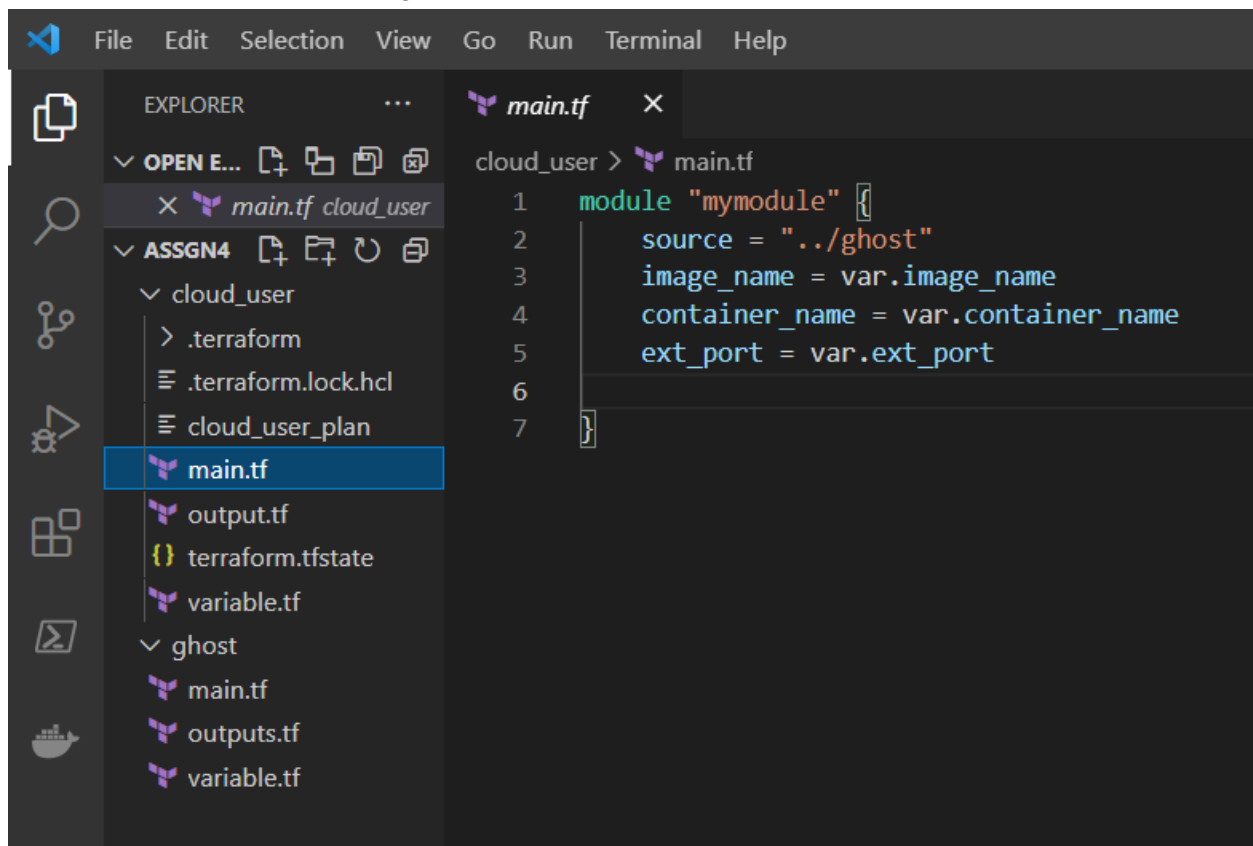 File Edit Selection View Go Run Terminal Help
EXPLORER ...
OPEN E...
main.tf cloud_user
ASSGN4
cloud_user
.terraform
.terraform.lock.hcl
cloud_user_plan
main.tf
output.tf
terraform.tfstate
variable.tf
ghost
main.tf
outputs.tf
variable.tf
main.tf
cloud_user > main.tf
1 module "mymodule" {
2 source = "../ghost"
3 image_name = var.image_name
4 container_name = var.container_name
5 ext_port = var.ext_port
6
7 }